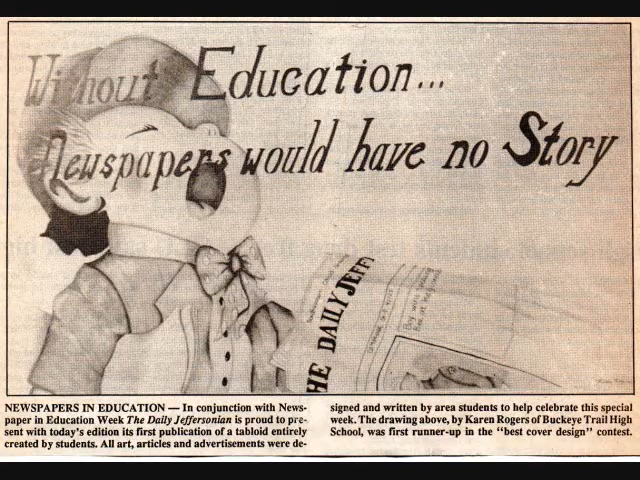 Without Education...
Newspapers would have no Story
THE DAILY JEFF
NEWSPAPERS IN EDUCATION — In conjunction with News-
paper in Education Week The Daily Jeffersonian is proud to pre-
sent with today's edition its first publication of a tabloid entirely
created by students. All art, articles and advertisements were de-
signed and written by area students to help celebrate this special
week. The drawing above, by Karen Rogers of Buckeye Trail High
School, was first runner-up in the "best cover design" contest.